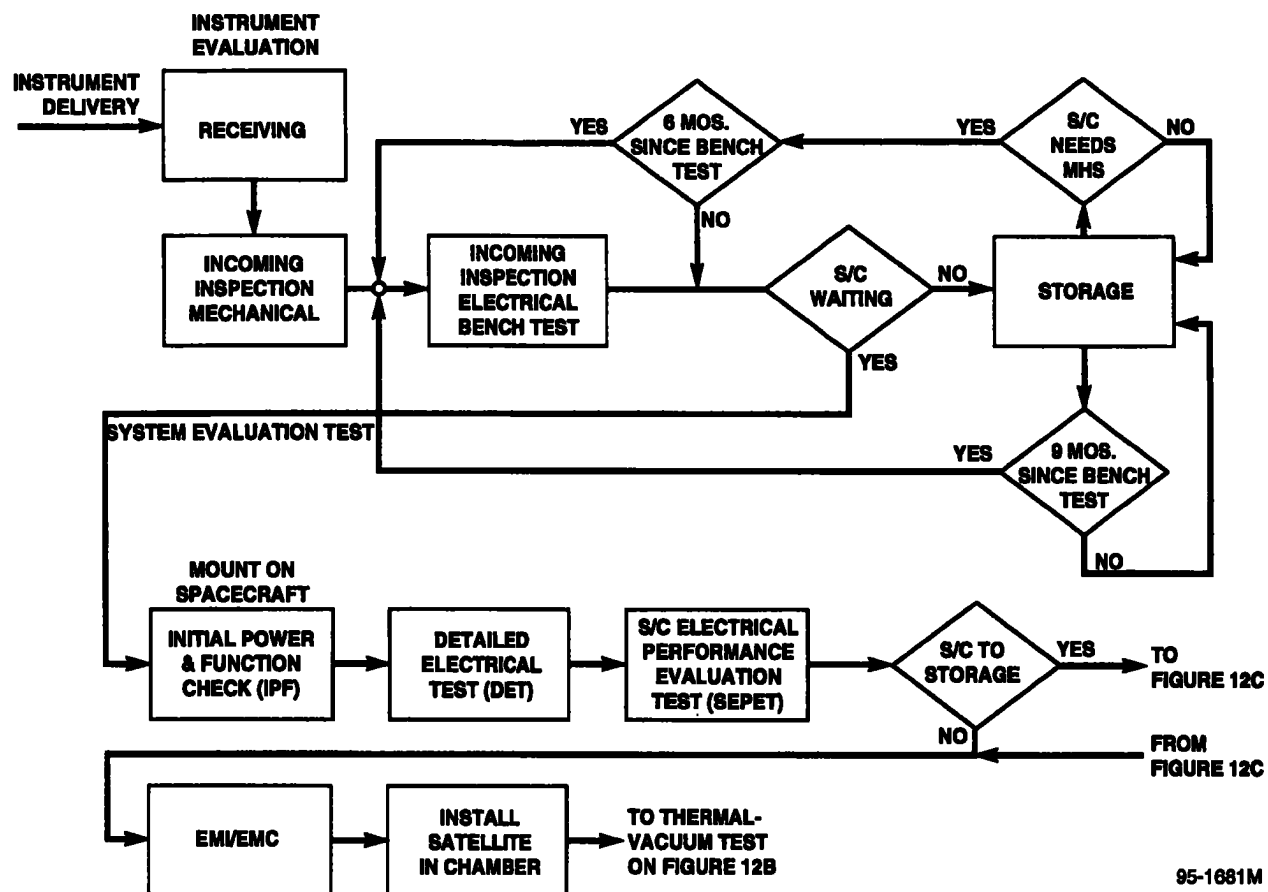 INSTRUMENT
EVALUATION
INSTRUMENT
DELIVERY
RECEIVING
6 MOS.
SINCE BENCH
TEST
YES
NO
S/C
NEEDS
MHS
YES
NO
INCOMING
INSPECTION
MECHANICAL
INCOMING
INSPECTION
ELECTRICAL
BENCH TEST
S/C
WAITING
NO
YES
STORAGE
SYSTEM EVALUATION TEST
YES
9 MOS.
SINCE BENCH
TEST
NO
MOUNT ON
SPACECRAFT
INITIAL POWER
& FUNCTION
CHECK (IPF)
DETAILED
ELECTRICAL
TEST (DET)
S/C ELECTRICAL
PERFORMANCE
EVALUATION
TEST (SEPET)
S/C TO
STORAGE
YES
TO
FIGURE 12C
NO
FROM
FIGURE 12C
EMI/EMC
INSTALL
SATELLITE
IN CHAMBER
TO THERMAL-
VACUUM TEST
ON FIGURE 12B
95-1681M